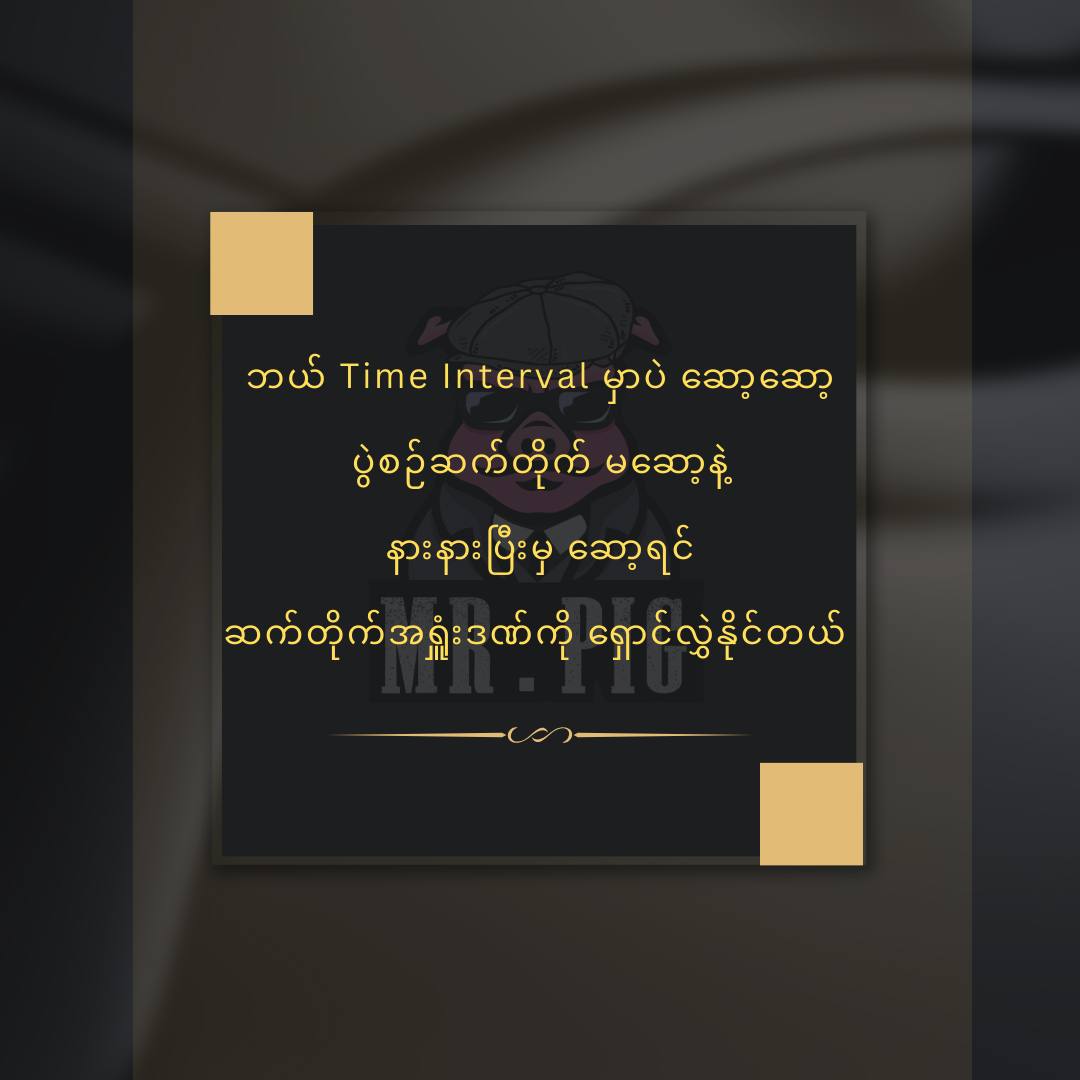 ဘယ် Time Interval မှာပဲ ဆော့ဆော့
ပွဲစဉ်ဆက်တိုက် မဆော့နဲ့
နားနားပြီးမှ ဆော့ရင်
ဆက်တိုက်အရှူံးဒဏ်ကို ရှောင်လွှဲနိုင်တယ်
MR.PIG